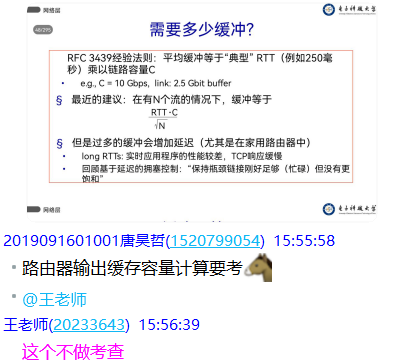 网络层
电子科技大学
48/295
需要多少缓冲?
RFC 3439经验法则：平均缓冲等于“典型” RTT（例如250毫
秒）乘以链路容量C
• e.g., C = 10 Gbps, link: 2.5 Gbit buffer
§ 最近的建议：在有N个流的情况下，缓冲等于
RTT·C
√N
§ 但是过多的缓冲会增加延迟（尤其是在家用路由器中）
• long RTTs: 实时应用程序的性能较差，TCP响应缓慢
• 回顾基于延迟的拥塞控制：“保持瓶颈链接刚好足够（忙碌）但没有更
饱和”
网络层
电子科技大学
2019091601001唐昊哲(1520799054) 15:55:58
路由器输出缓存容量计算要考
@王老师
王老师(20233643) 15:56:39
这个不做考查